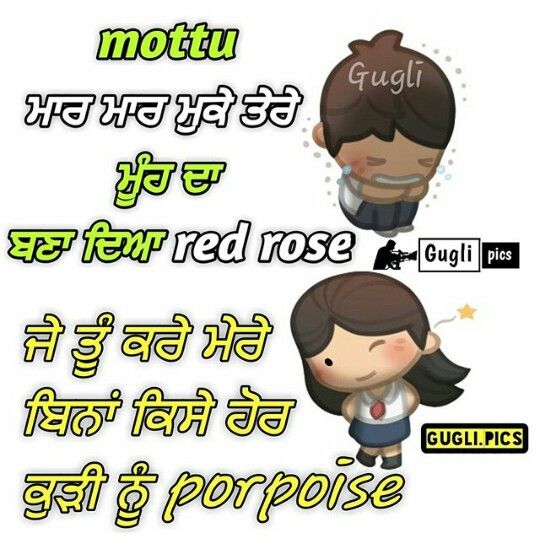 mottu
Gugli
ਮਾਰ ਮਾਰ ਮੁਕੇ ਤੇਰੇ
ਮੂੰਹ ਦਾ
ਬਣਾ ਦਿਆ red rose
Gugli pics
ਜੇ ਤੂੰ ਕਰੇ ਮੇਰੇ
ਬਿਨਾਂ ਕਿਸੇ ਹੋਰ
GUGLI.PICS
ਕੁੜੀ ਨੂੰ porpoise